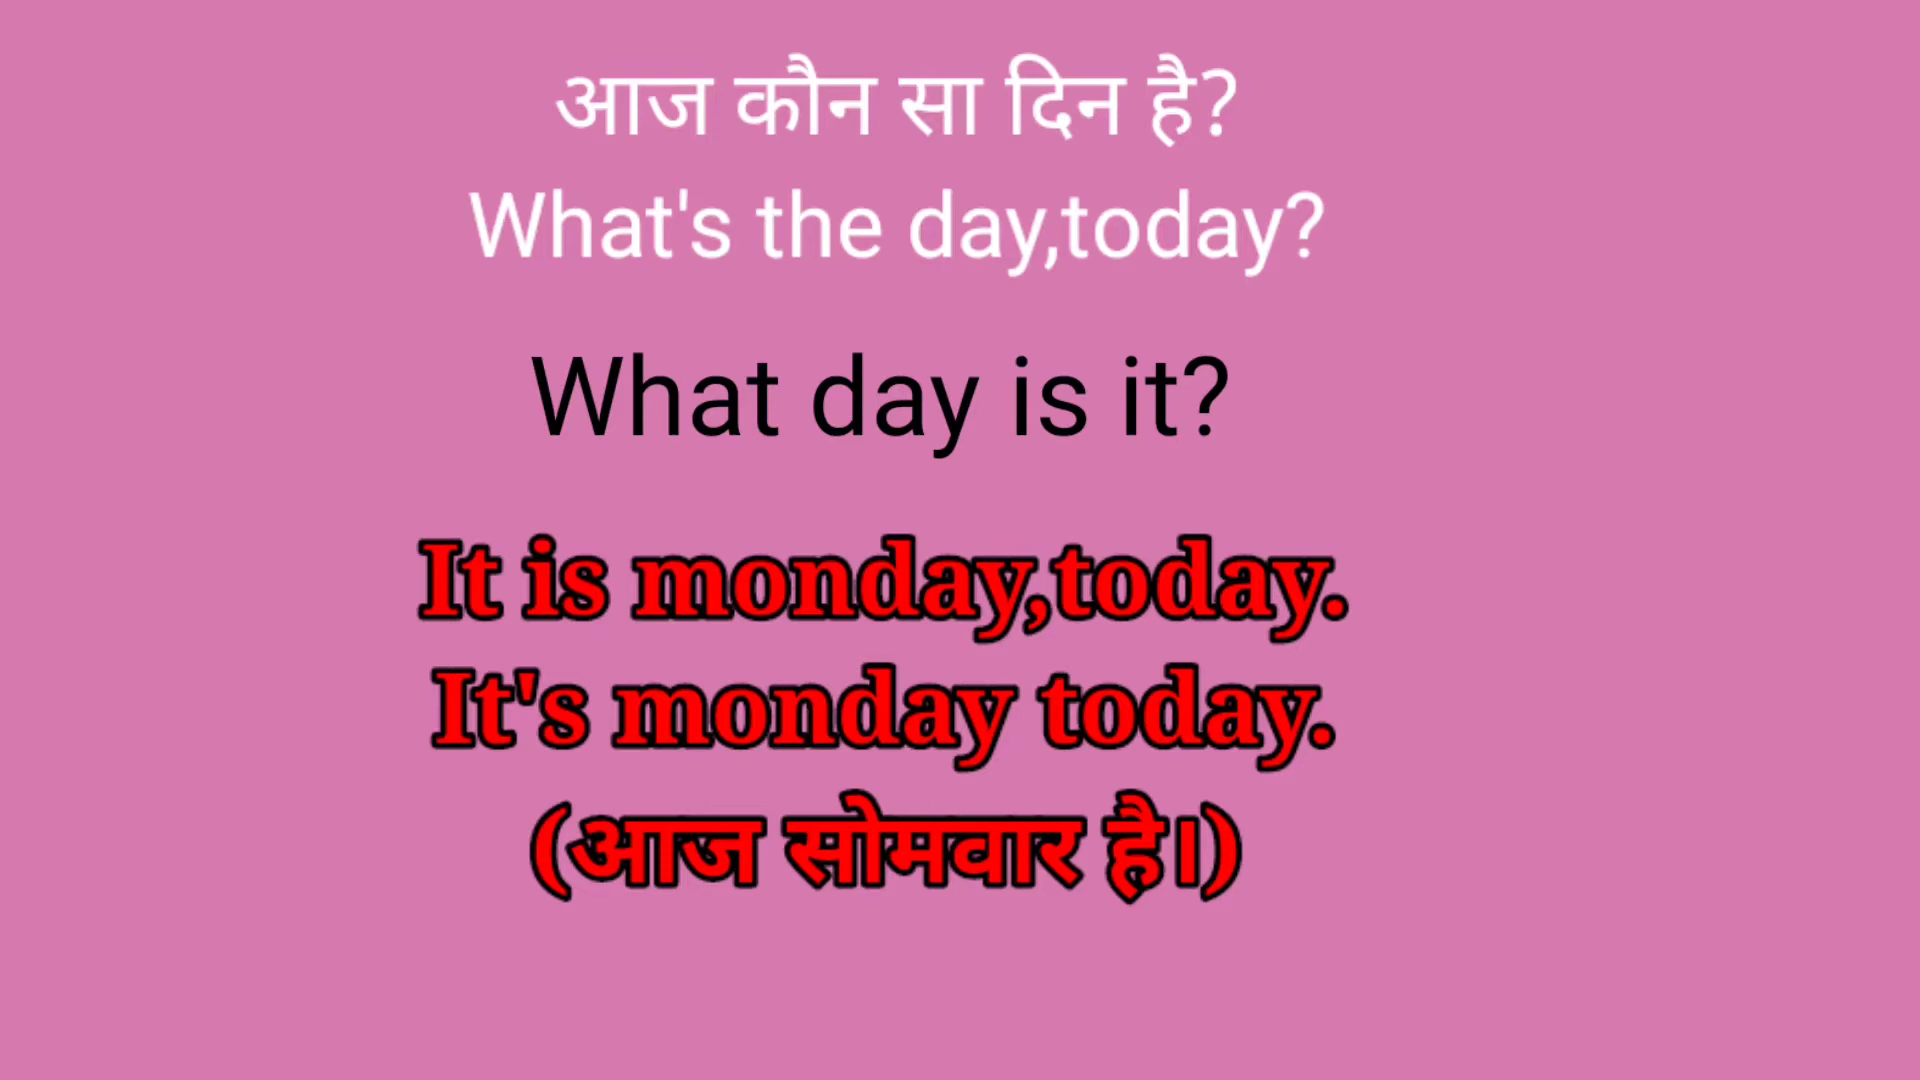 आज कौन सा दिन है?
What's the day,today?
What day is it?
It is monday,today.
It's monday today.
(आज सोमवार है।)